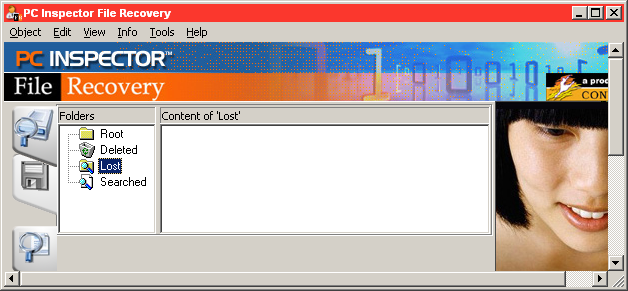 PC Inspector File Recovery
Object Edit View Info Tools Help
PC INSPECTOR™
File Recovery
a proc
CON
Folders
Content of 'Lost'
Root
Deleted
Lost
Searched